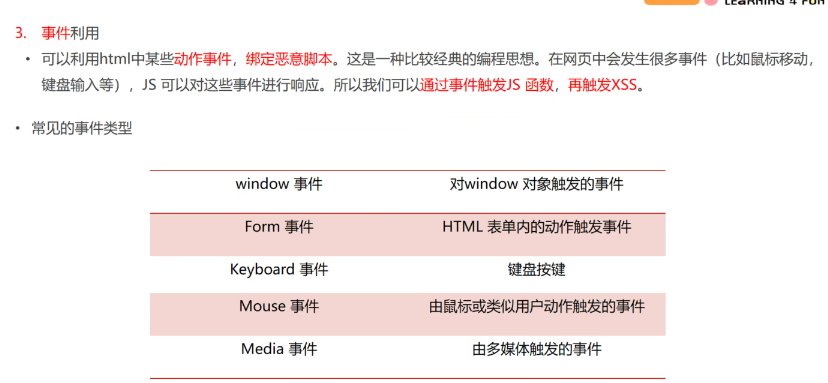 LEARNING 4 FUN
3. 事件利用
• 可以利用html中某些动作事件，绑定恶意脚本。这是一种比较经典的编程思想。在网页中会发生很多事件（比如鼠标移动，
键盘输入等），JS 可以对这些事件进行响应。所以我们可以通过事件触发JS 函数，再触发XSS。
• 常见的事件类型
window 事件 对window 对象触发的事件
Form 事件 HTML 表单内的动作触发事件
Keyboard 事件 键盘按键
Mouse 事件 由鼠标或类似用户动作触发的事件
Media 事件 由多媒体触发的事件